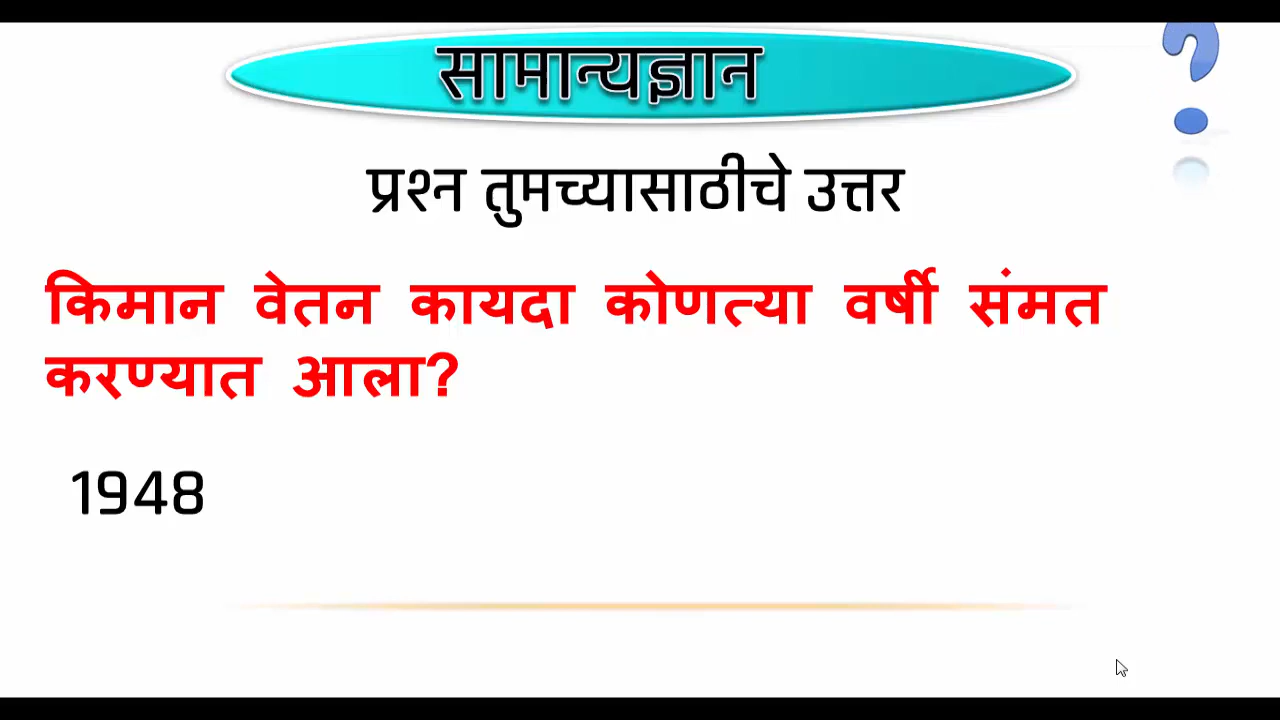 सामान्यज्ञान
प्रश्न तुमच्यासाठीचे उत्तर
किमान वेतन कायदा कोणत्या वर्षी संमत
करण्यात आला?
1948